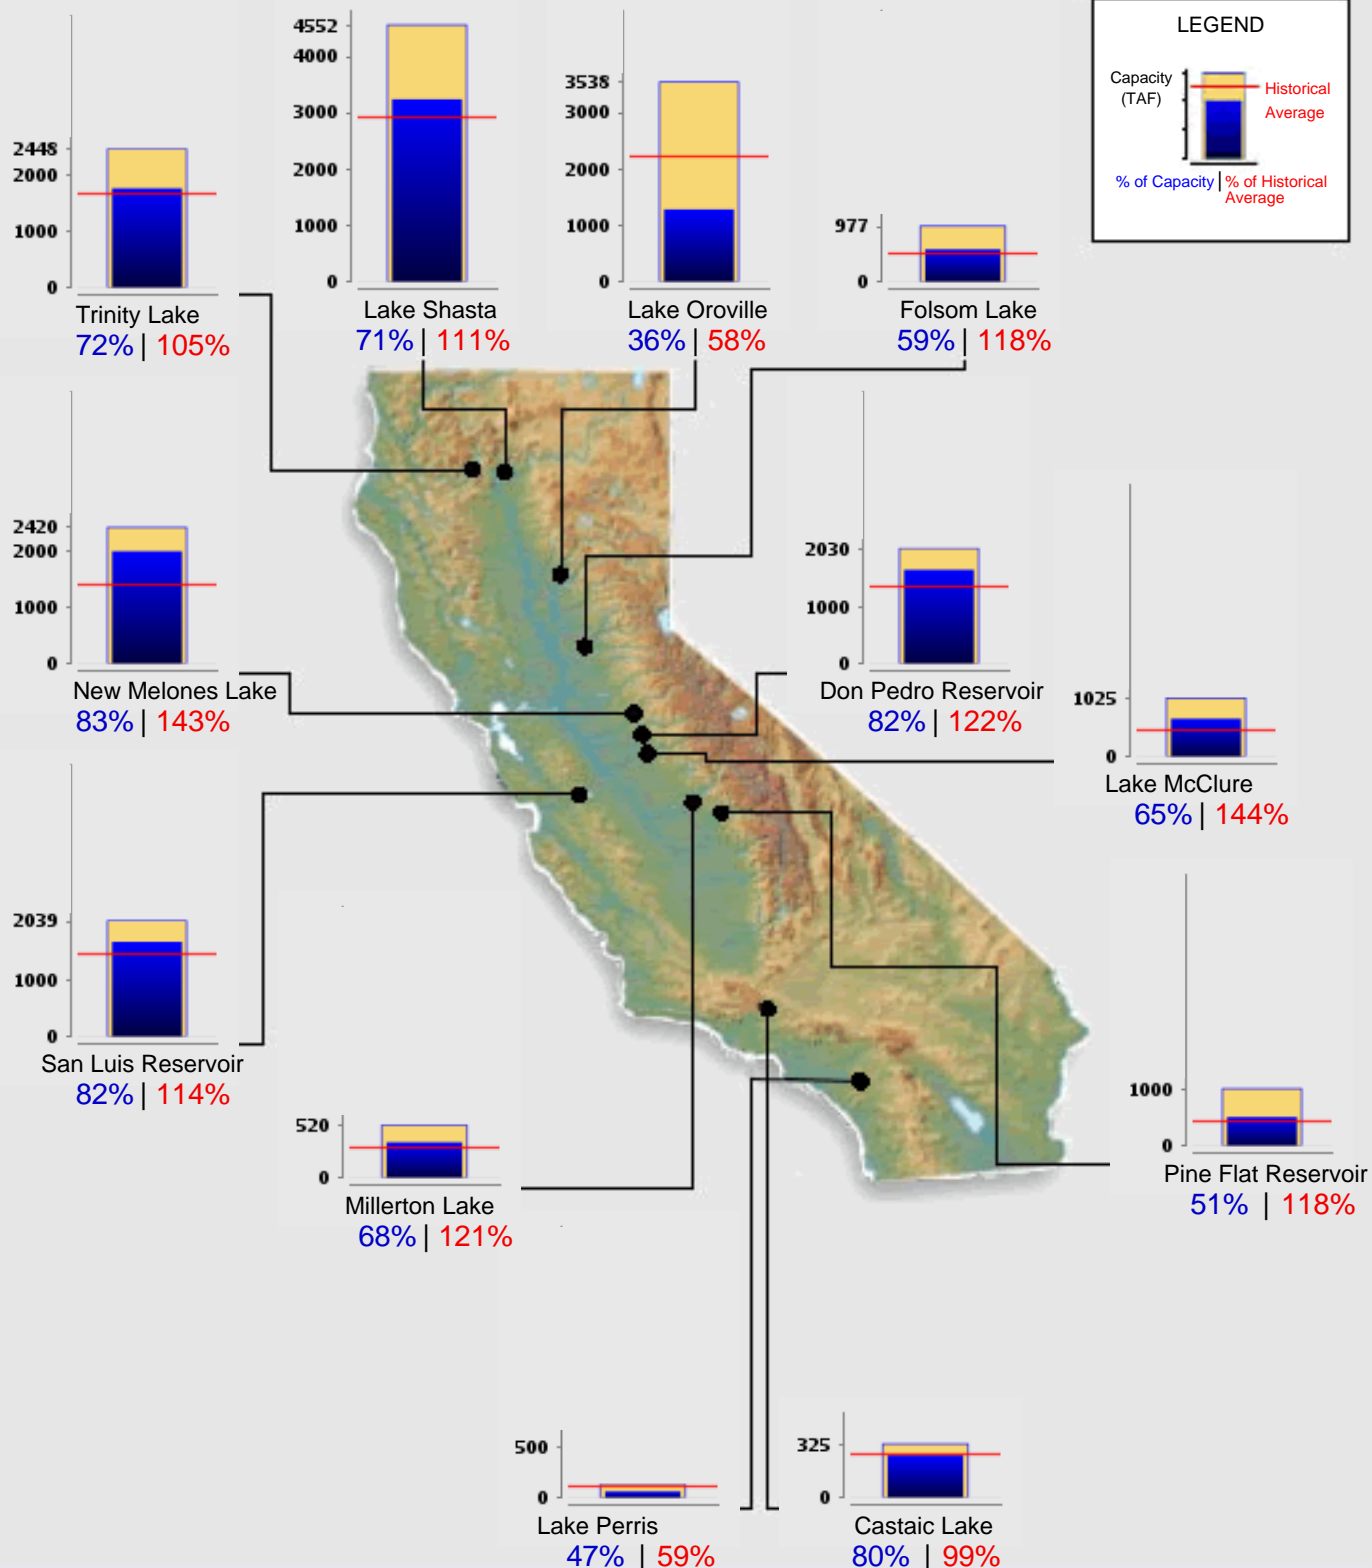 LEGEND
Capacity
(TAF)
Historical
Average
% of Capacity | % of Historical
Average
2448
2000
1000
0
Trinity Lake
72% | 105%
4552
4000
3000
2000
1000
0
Lake Shasta
71% | 111%
3538
3000
2000
1000
0
Lake Oroville
36% | 58%
977
0
Folsom Lake
59% | 118%
2420
2000
1000
0
New Melones Lake
83% | 143%
2030
1000
0
Don Pedro Reservoir
82% | 122%
1025
0
Lake McClure
65% | 144%
2039
1000
0
San Luis Reservoir
82% | 114%
520
0
Millerton Lake
68% | 121%
1000
0
Pine Flat Reservoir
51% | 118%
500
0
Lake Perris
47% | 59%
325
0
Castaic Lake
80% | 99%